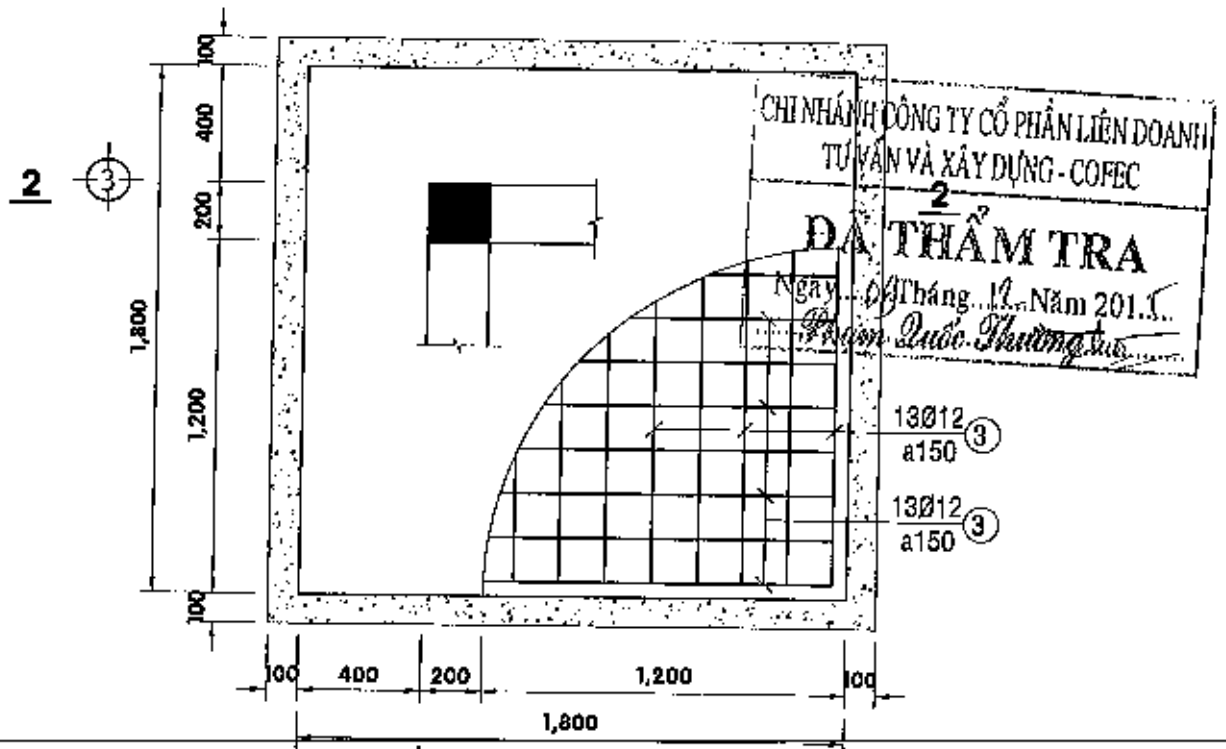 100
400
200
1,200
100
1,800
2
3
CHI NHÁNH CÔNG TY CỔ PHẦN LIÊN DOANH
TƯ VẤN VÀ XÂY DỰNG - COFEC
2
ĐÃ THẨM TRA
Ngày Tháng 12 Năm 201
Phạm Quốc Thường
13Ø12 3
a150
13Ø12 3
a150
100 400 200 1,200 100
1,800